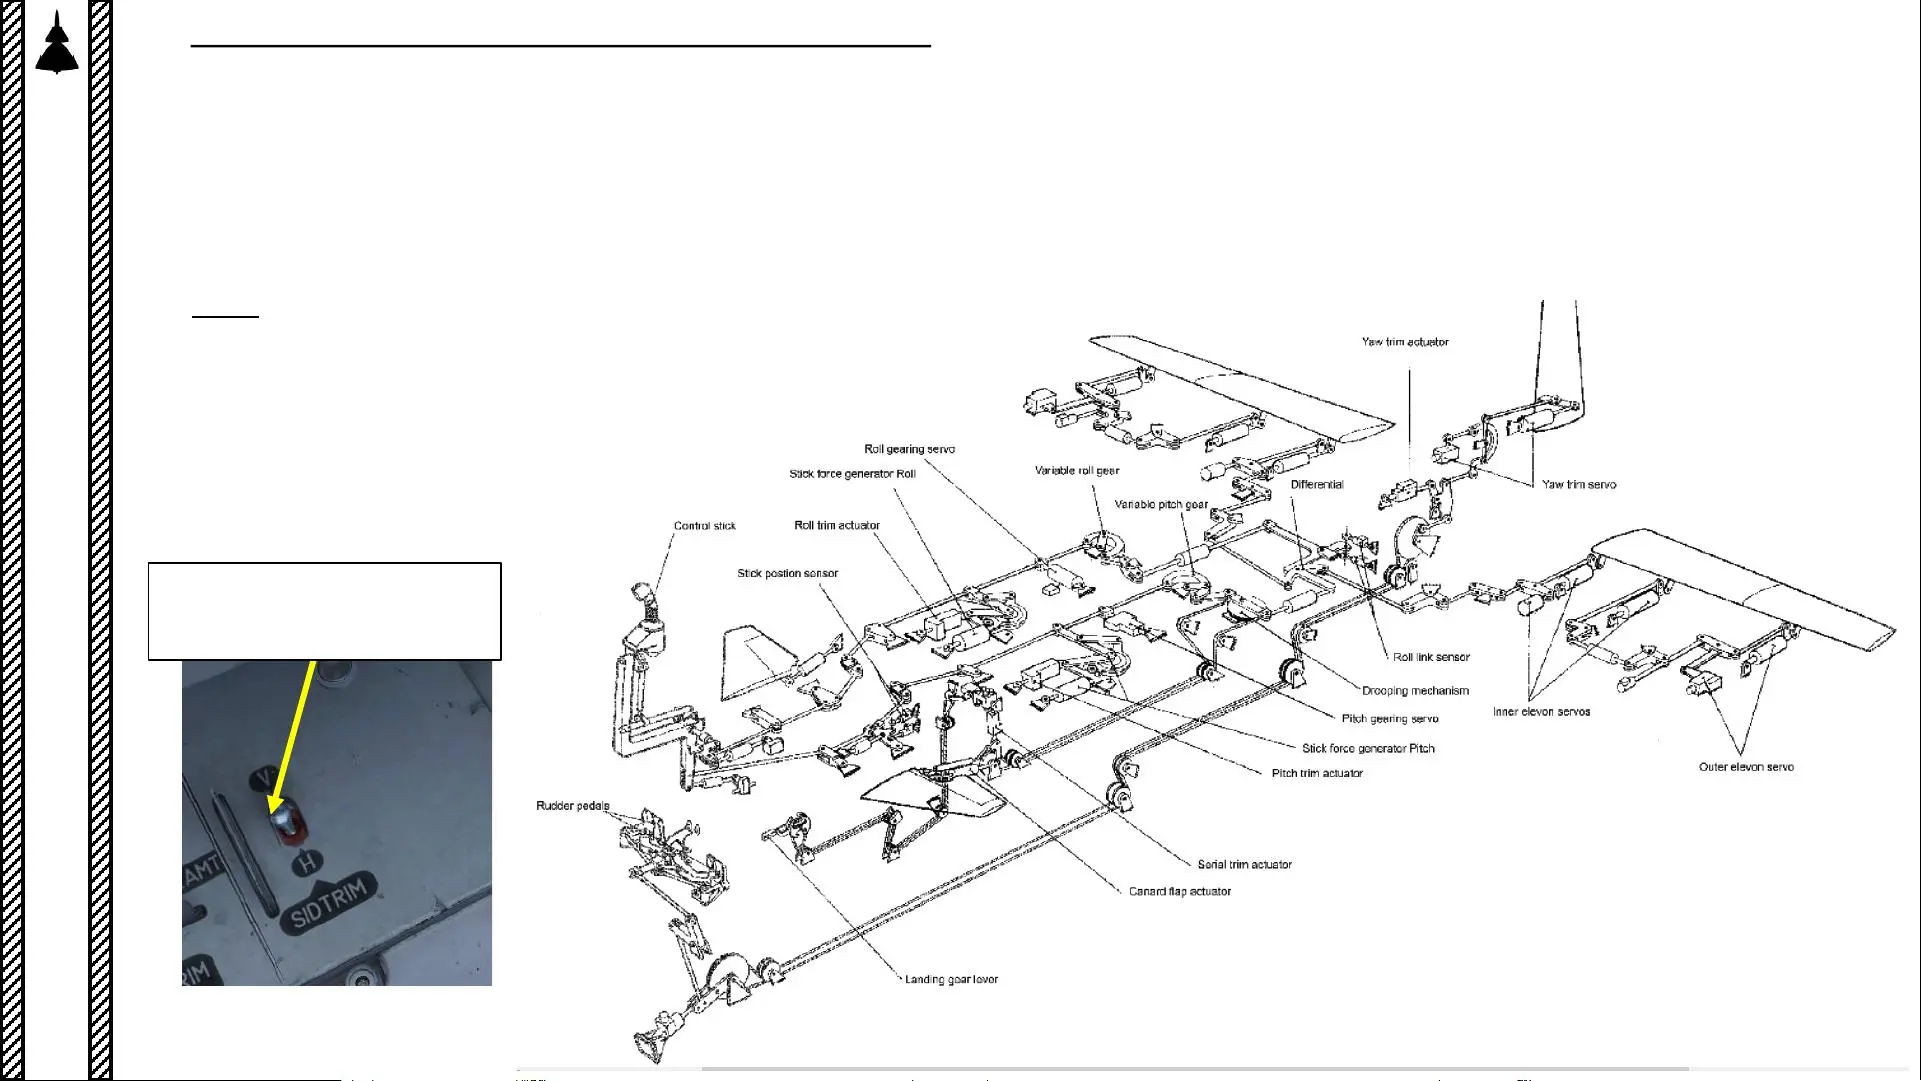 Yaw trim actuator
Roll gearing servo
Stick force generator Roll
Variable roll gear
Differential
Yaw trim servo
Variable pitch gear
Control stick
Roll trim actuator
Stick postion sensor
Roll link sensor
Drooping mechanism
Inner elevon servos
Pitch gearing servo
Stick force generator Pitch
Outer elevon servo
Pitch trim actuator
Rudder pedals
Serial trim actuator
Canard flap actuator
Landing gear lever
V
H
AMT
SIDTRIM
RIM